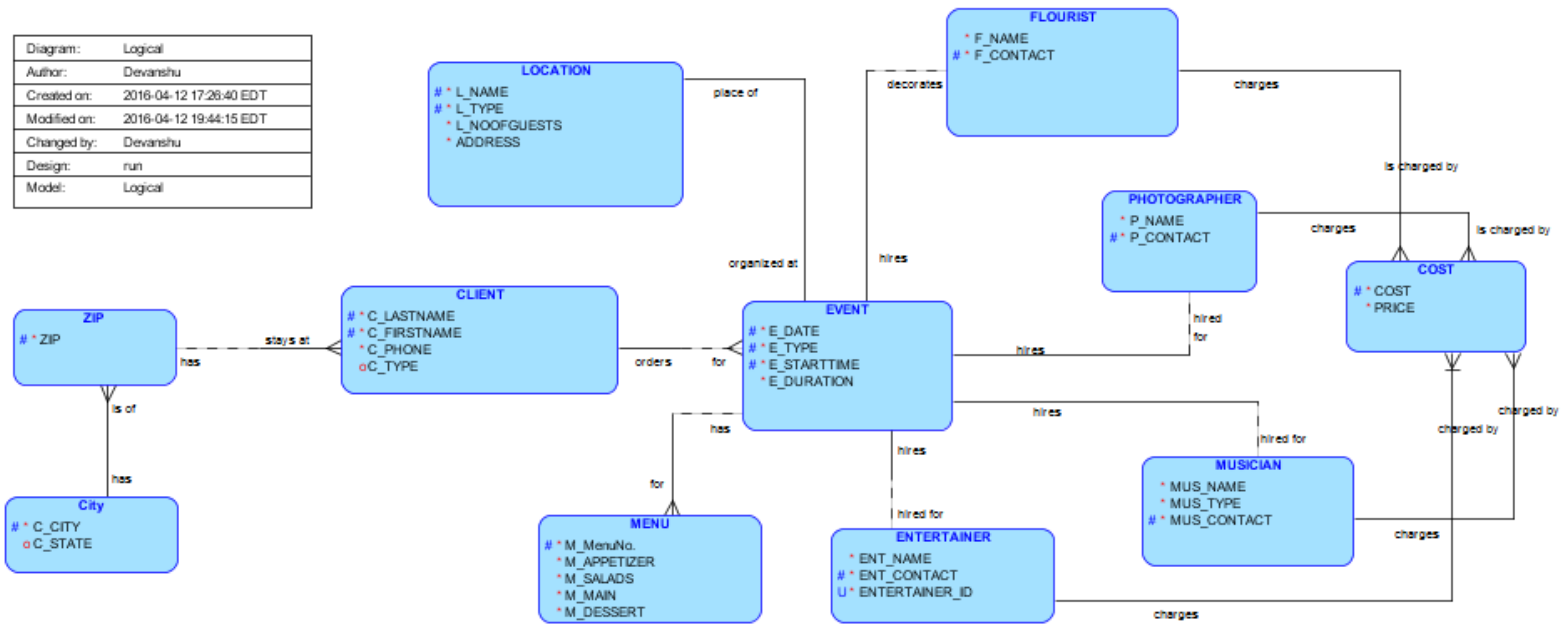 Diagram: Logical
Author: Devanshu
Created on: 2016-04-12 17:26:40 EDT
Modified on: 2016-04-12 19:44:15 EDT
Changed by: Devanshu
Design: run
Model: Logical
LOCATION
# * L_NAME
# * L_TYPE
* L_NOOFGUESTS
* ADDRESS
place of
organized at
FLOURIST
* F_NAME
# * F_CONTACT
decorates
hires
charges
is charged by
PHOTOGRAPHER
* P_NAME
# * P_CONTACT
charges
is charged by
hired
for
hires
COST
# * COST
* PRICE
ZIP
# * ZIP
has
stays at
is of
has
City
# * C_CITY
o C_STATE
CLIENT
# * C_LASTNAME
# * C_FIRSTNAME
* C_PHONE
o C_TYPE
orders
for
EVENT
# * E_DATE
# * E_TYPE
# * E_STARTTIME
* E_DURATION
has
for
MENU
# * M_MenuNo.
* M_APPETIZER
* M_SALADS
* M_MAIN
* M_DESSERT
hires
hired for
ENTERTAINER
* ENT_NAME
# * ENT_CONTACT
U * ENTERTAINER_ID
charges
charged by
hires
hired for
MUSICIAN
* MUS_NAME
* MUS_TYPE
# * MUS_CONTACT
charges
charged by